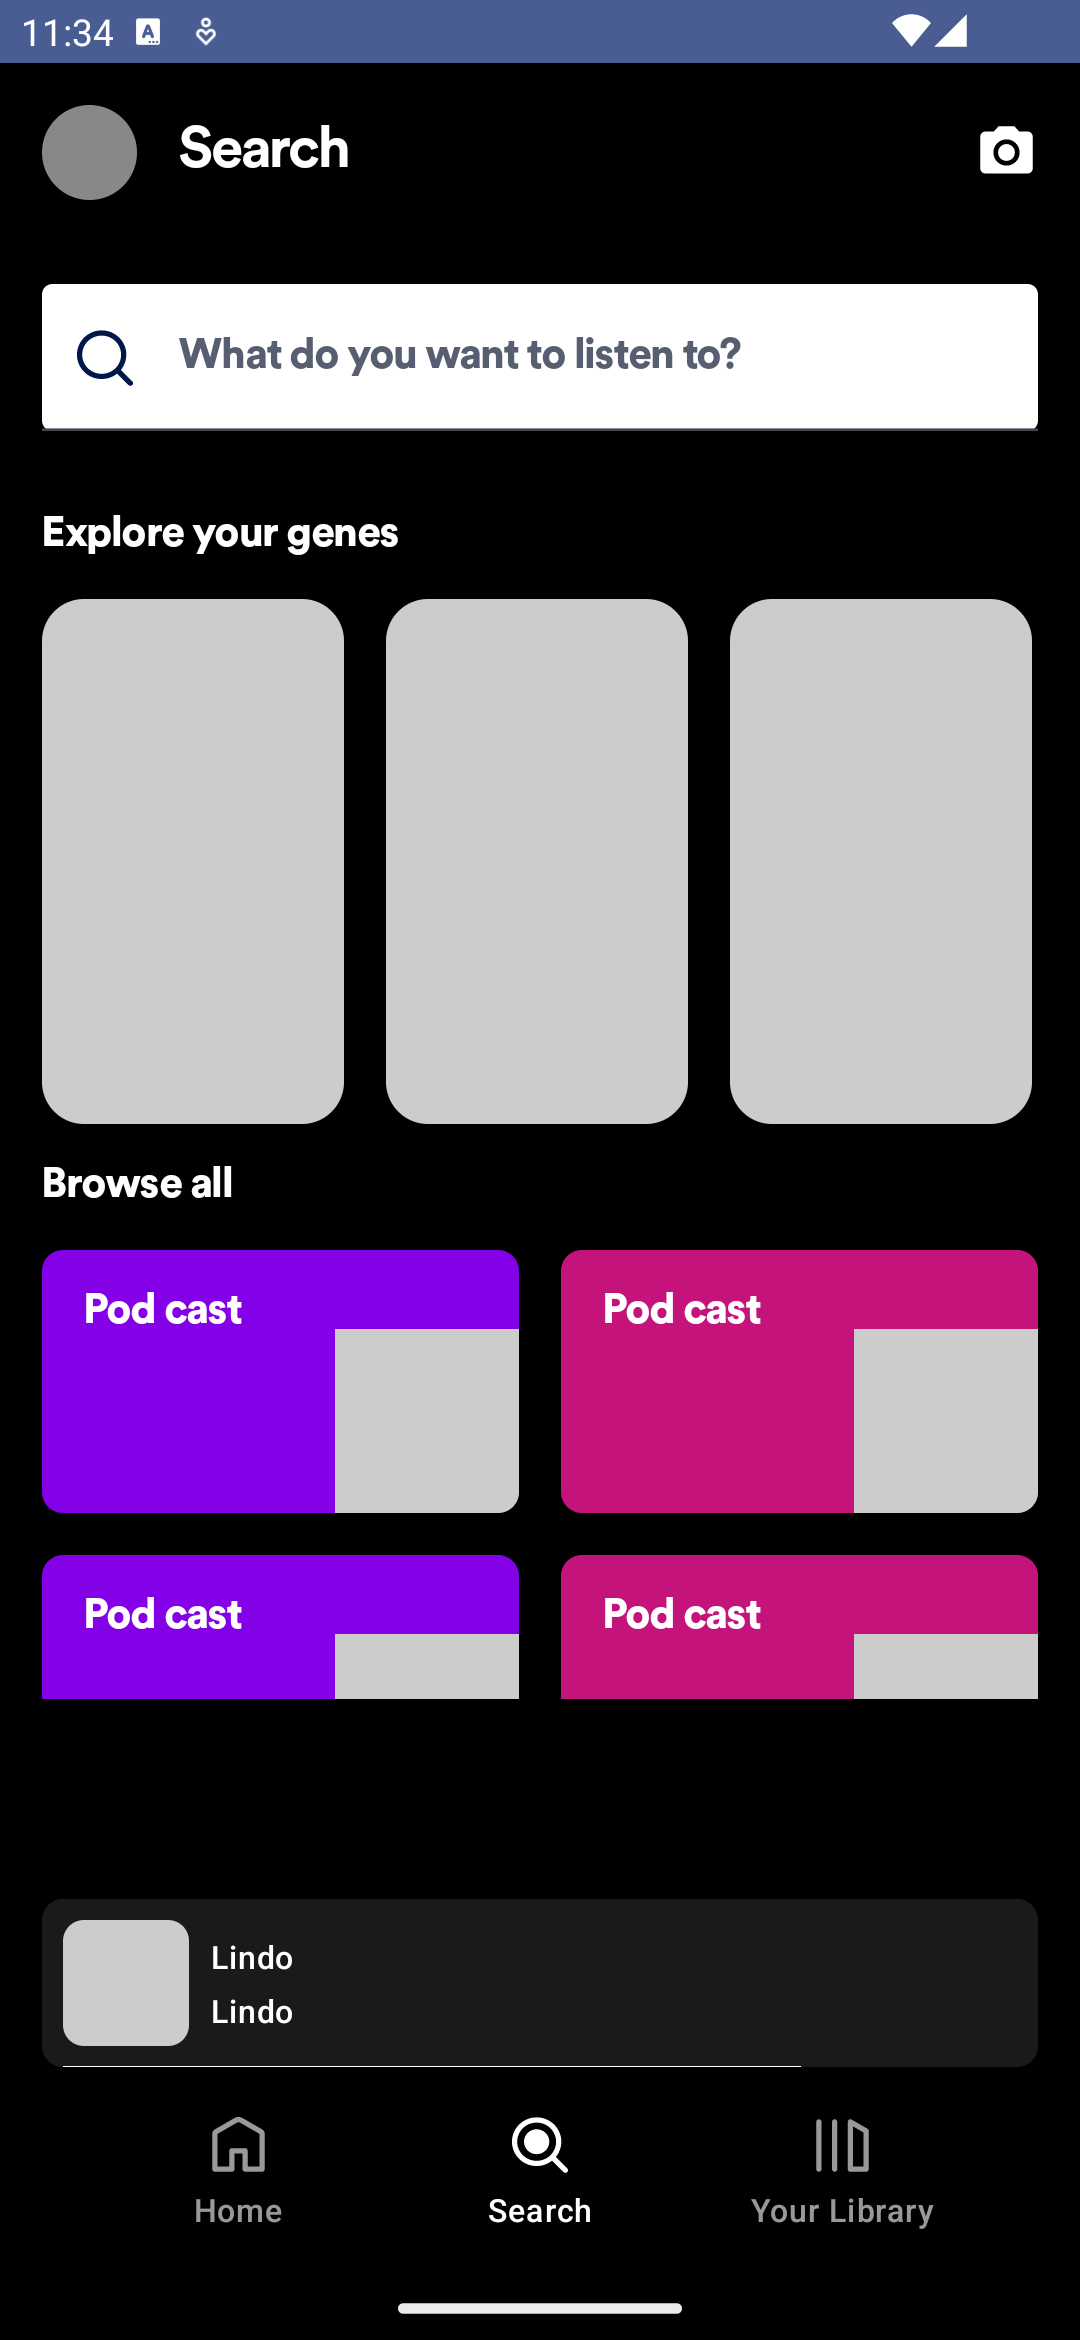 11:34
Search
What do you want to listen to?
Explore your genes
Browse all
Pod cast
Pod cast
Pod cast
Pod cast
Lindo
Lindo
Home
Search
Your Library